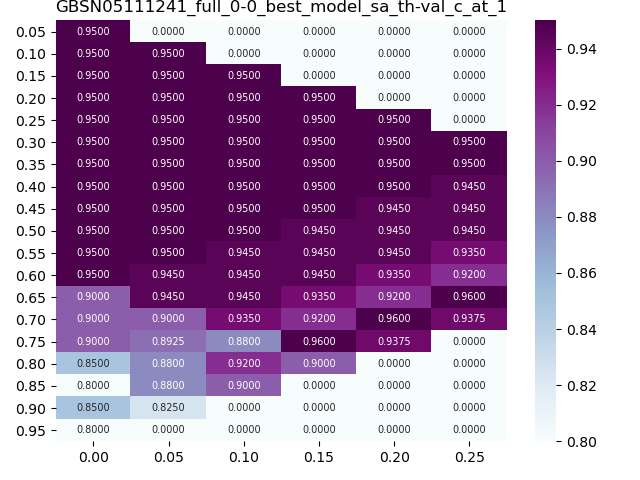 GBSN05111241_full_0-0_best_model_sa_th-val_c_at_1
0.05 0.9500 0.0000 0.0000 0.0000 0.0000 0.0000
0.10 0.9500 0.9500 0.0000 0.0000 0.0000 0.0000
0.15 0.9500 0.9500 0.9500 0.0000 0.0000 0.0000
0.20 0.9500 0.9500 0.9500 0.9500 0.0000 0.0000
0.25 0.9500 0.9500 0.9500 0.9500 0.9500 0.0000
0.30 0.9500 0.9500 0.9500 0.9500 0.9500 0.9500
0.35 0.9500 0.9500 0.9500 0.9500 0.9500 0.9500
0.40 0.9500 0.9500 0.9500 0.9500 0.9500 0.9450
0.45 0.9500 0.9500 0.9500 0.9500 0.9450 0.9450
0.50 0.9500 0.9500 0.9500 0.9450 0.9450 0.9450
0.55 0.9500 0.9500 0.9450 0.9450 0.9450 0.9350
0.60 0.9500 0.9450 0.9450 0.9450 0.9350 0.9200
0.65 0.9000 0.9450 0.9450 0.9350 0.9200 0.9600
0.70 0.9000 0.9000 0.9350 0.9200 0.9600 0.9375
0.75 0.9000 0.8925 0.8800 0.9600 0.9375 0.0000
0.80 0.8500 0.8800 0.9200 0.9000 0.0000 0.0000
0.85 0.8000 0.8800 0.9000 0.0000 0.0000 0.0000
0.90 0.8500 0.8250 0.0000 0.0000 0.0000 0.0000
0.95 0.8000 0.0000 0.0000 0.0000 0.0000 0.0000
0.00 0.05 0.10 0.15 0.20 0.25
0.94
0.92
0.90
0.88
0.86
0.84
0.82
0.80